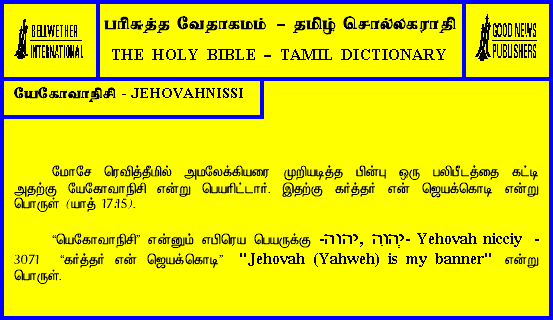 BELLWETHER
INTERNATIONAL
பரிசுத்த வேதாகமம் – தமிழ் சொல்லகராதி
THE HOLY BIBLE – TAMIL DICTIONARY
GOOD NEWS
PUBLISHERS
யேகோவாநிசி - JEHOVAHNISSI
மோசே ரெவித்தீமில் அமலேக்கியரை முறியடித்த பின்பு ஒரு பலிபீடத்தை கட்டி
அதற்கு யேகோவாநிசி என்று பெயரிட்டார். இதற்கு கர்த்தர் என் ஜெயக்கொடி என்று
பொருள் (யாத் 17:15).
“யெகோவாநிசி” என்னும் எபிரெய பெயருக்கு -יהוה, יְהוִה- Yehovah nicciy -
3071 “கர்த்தர் என் ஜெயக்கொடி” "Jehovah (Yahweh) is my banner" என்று
பொருள்.